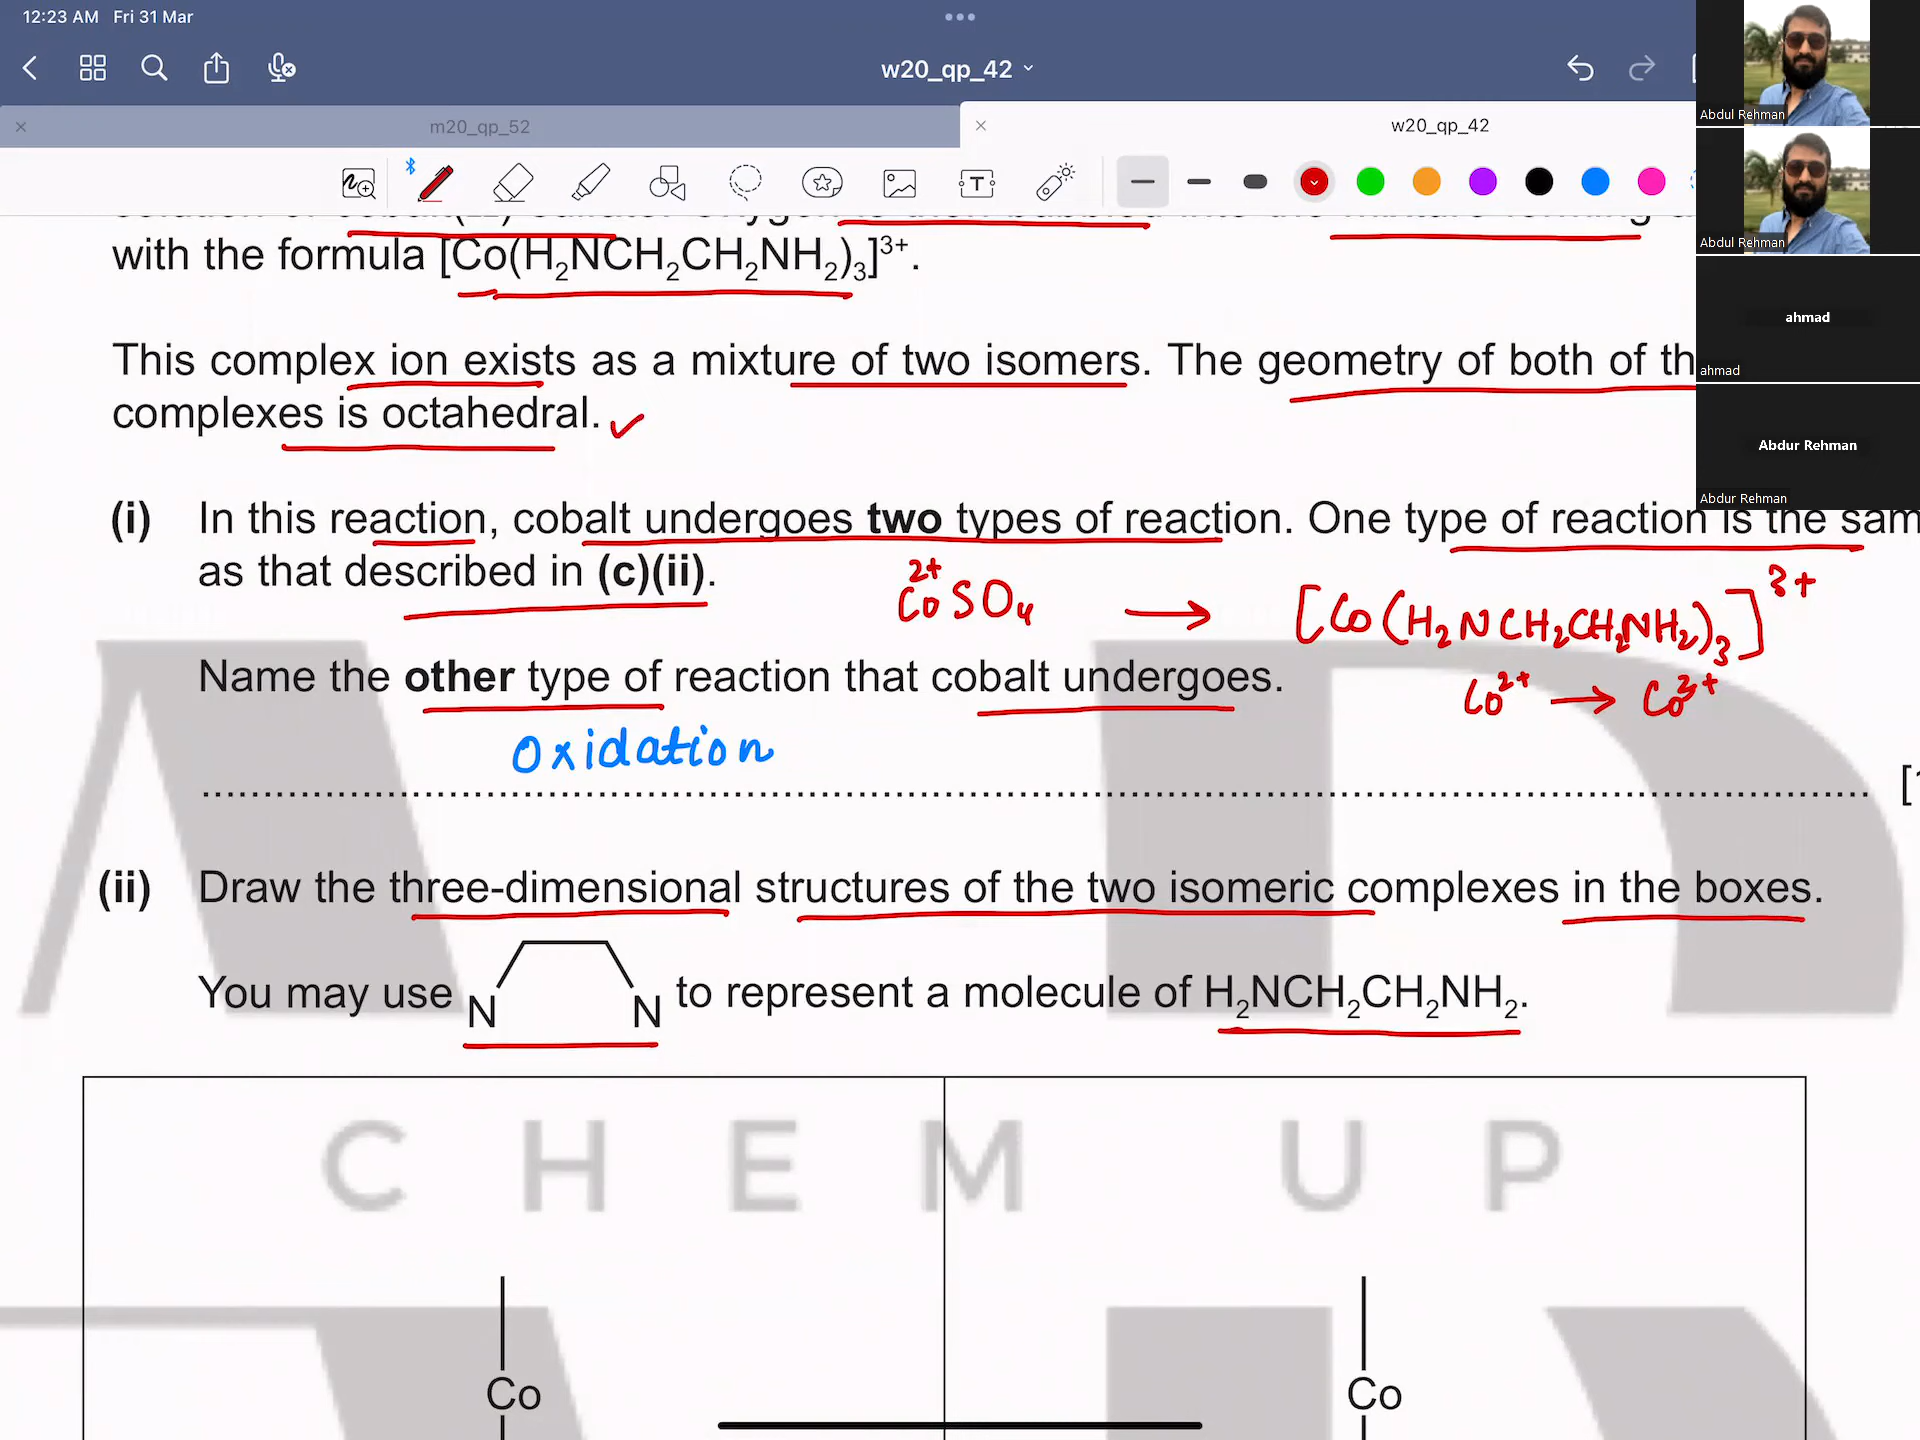 12:23 AM Fri 31 Mar
w20_qp_42
m20_qp_52
w20_qp_42
Abdul Rehman
Abdul Rehman
ahmad
ahmad
Abdur Rehman
Abdur Rehman
with the formula [Co(H₂NCH₂CH₂NH₂)₃]³⁺.
This complex ion exists as a mixture of two isomers. The geometry of both of th
complexes is octahedral. ✓
(i) In this reaction, cobalt undergoes two types of reaction. One type of reaction is the sam
as that described in (c)(ii).
2+
CoSO₄ → [Co(H₂NCH₂CH₂NH₂)₃]³⁺
Name the other type of reaction that cobalt undergoes.
Co²⁺ → Co³⁺
Oxidation
[1
(ii) Draw the three-dimensional structures of the two isomeric complexes in the boxes.
You may use N N to represent a molecule of H₂NCH₂CH₂NH₂.
CHEM UP
Co Co